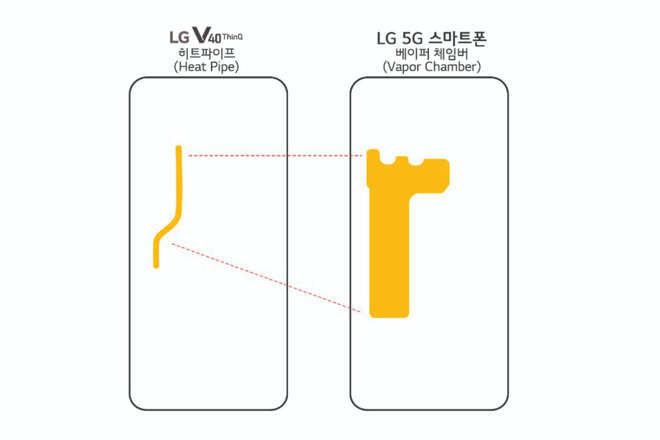 LG V40 ThinQ
히트파이프
(Heat Pipe)
LG 5G 스마트폰
베이퍼 체임버
(Vapor Chamber)